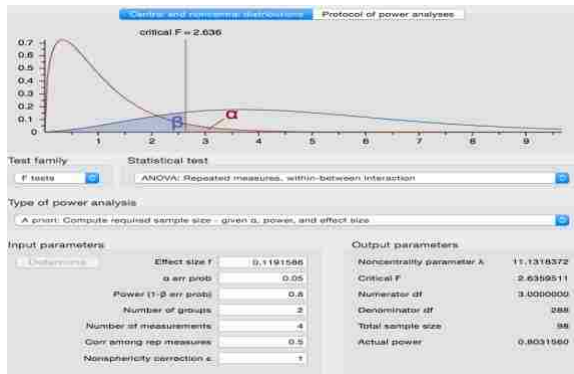 Central and noncentral distributions Protocol of power analyses
critical F = 2.636
0.7
0.6
0.5
0.4
0.3
0.2
0.1
0
β
α
1 2 3 4 5 6 7 8 9
Test family Statistical test
F tests ANOVA: Repeated measures, within-between interaction
Type of power analysis
A priori: Compute required sample size - given α, power, and effect size
Input parameters Output parameters
Determine Effect size f 0.1191586 Noncentrality parameter λ 11.1318372
α err prob 0.05 Critical F 2.6359511
Power (1-β err prob) 0.8 Numerator df 3.0000000
Number of groups 2 Denominator df 288
Number of measurements 4 Total sample size 98
Corr among rep measures 0.5 Actual power 0.8031560
Nonsphericity correction ε 1